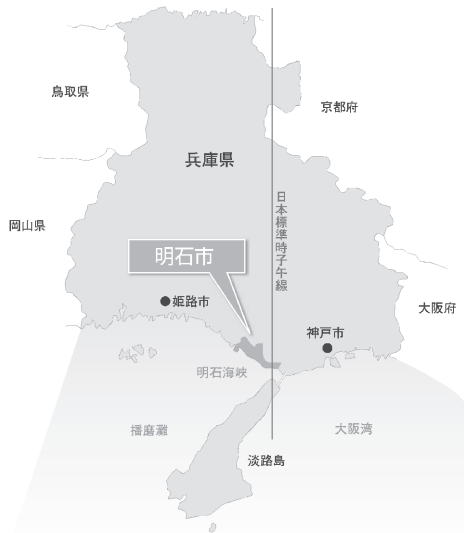 鳥取県
京都府
兵庫県
日本標準時子午線
岡山県
明石市
姫路市
大阪府
神戸市
明石海峡
播磨灘
大阪湾
淡路島